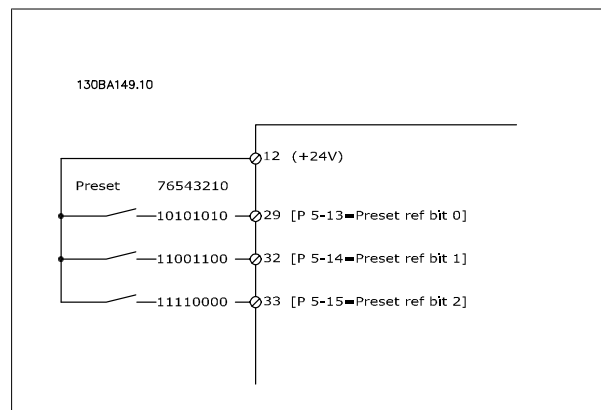 130BA149.10
12 (+24V)
Preset 76543210
10101010 29 [P 5-13=Preset ref bit 0]
11001100 32 [P 5-14=Preset ref bit 1]
11110000 33 [P 5-15=Preset ref bit 2]